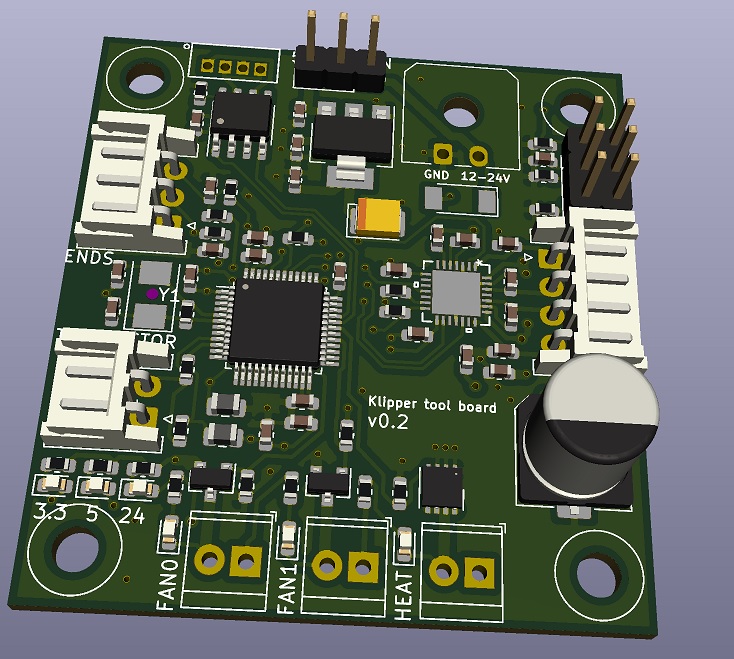 N
GND 12-24V
ENDS
Y1
TOR
Klipper tool board
v0.2
3.3 5 24
FAN0
FAN1
HEAT